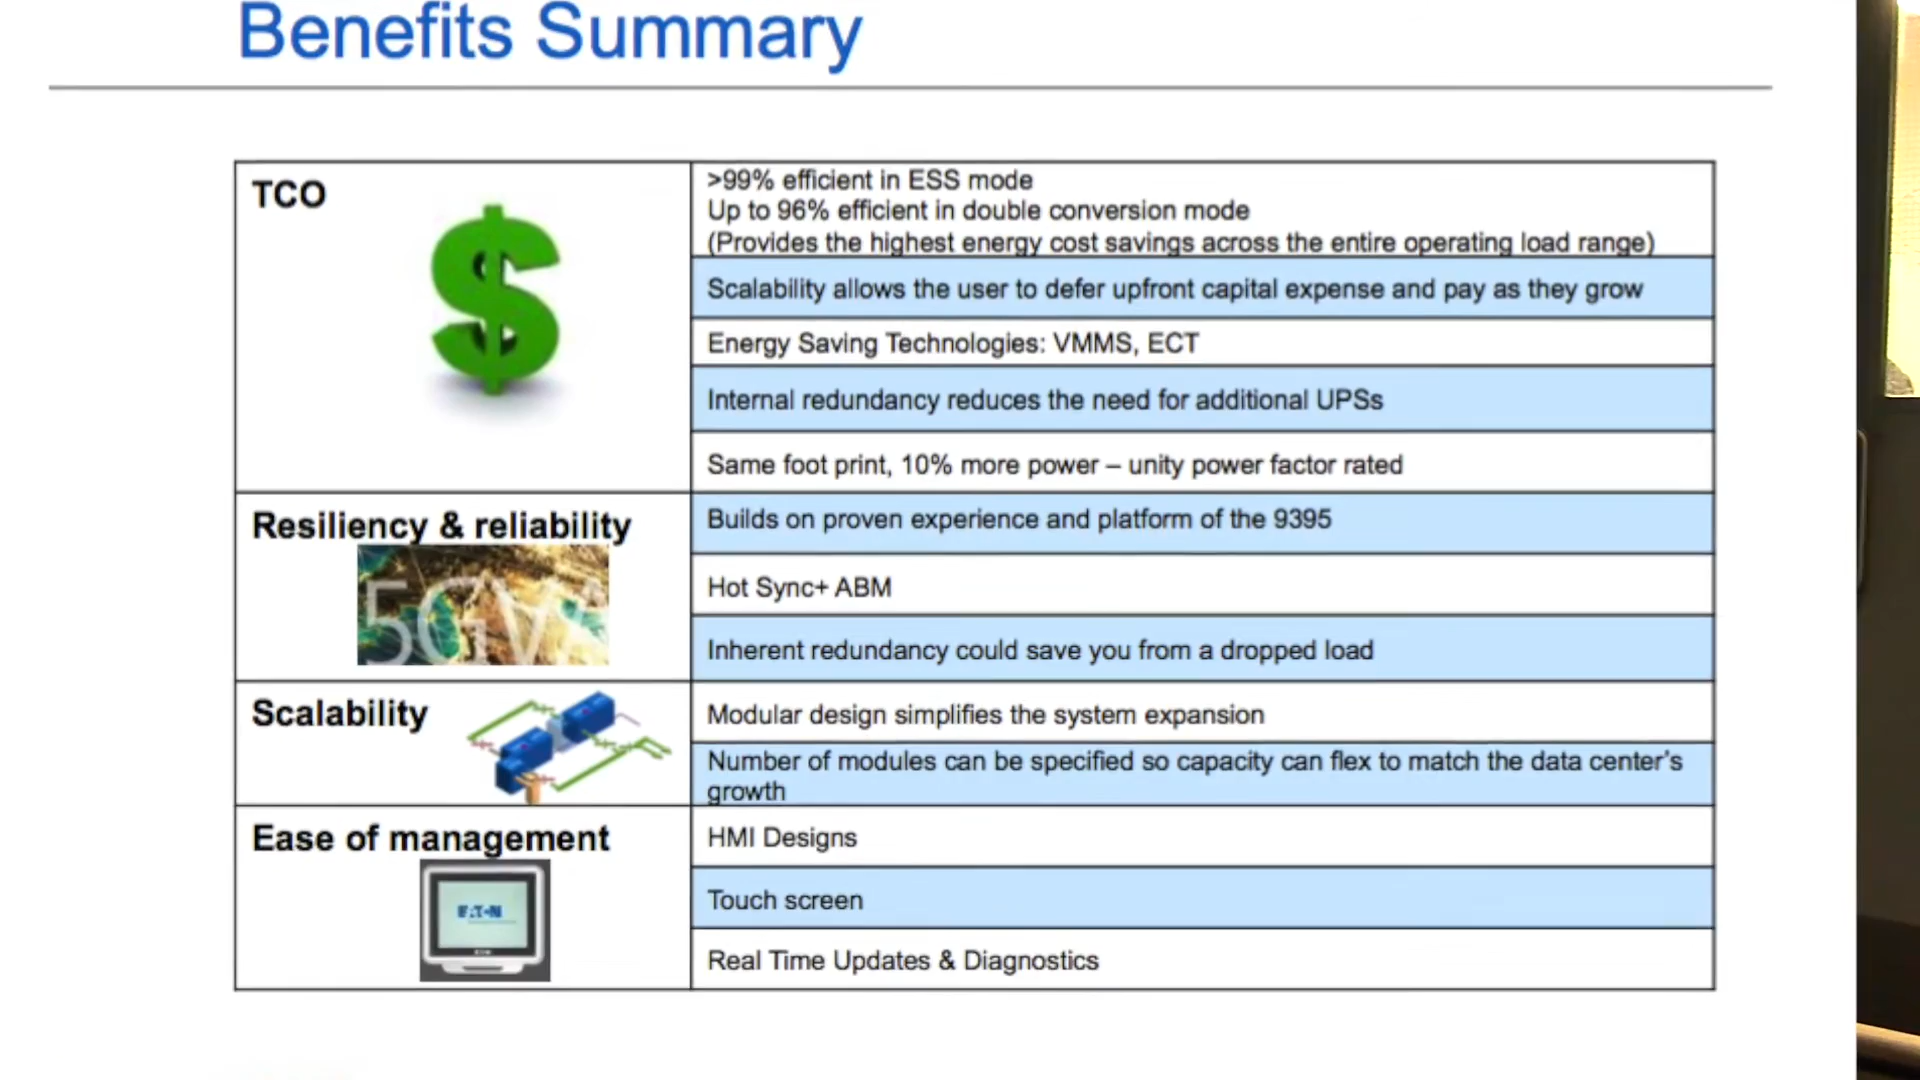 Benefits Summary
TCO
>99% efficient in ESS mode
Up to 96% efficient in double conversion mode
(Provides the highest energy cost savings across the entire operating load range)
Scalability allows the user to defer upfront capital expense and pay as they grow
Energy Saving Technologies: VMMS, ECT
Internal redundancy reduces the need for additional UPSs
Same foot print, 10% more power – unity power factor rated
Resiliency & reliability
5GVA
Builds on proven experience and platform of the 9395
Hot Sync+ ABM
Inherent redundancy could save you from a dropped load
Scalability
Modular design simplifies the system expansion
Number of modules can be specified so capacity can flex to match the data center's
growth
Ease of management
EATON
HMI Designs
Touch screen
Real Time Updates & Diagnostics